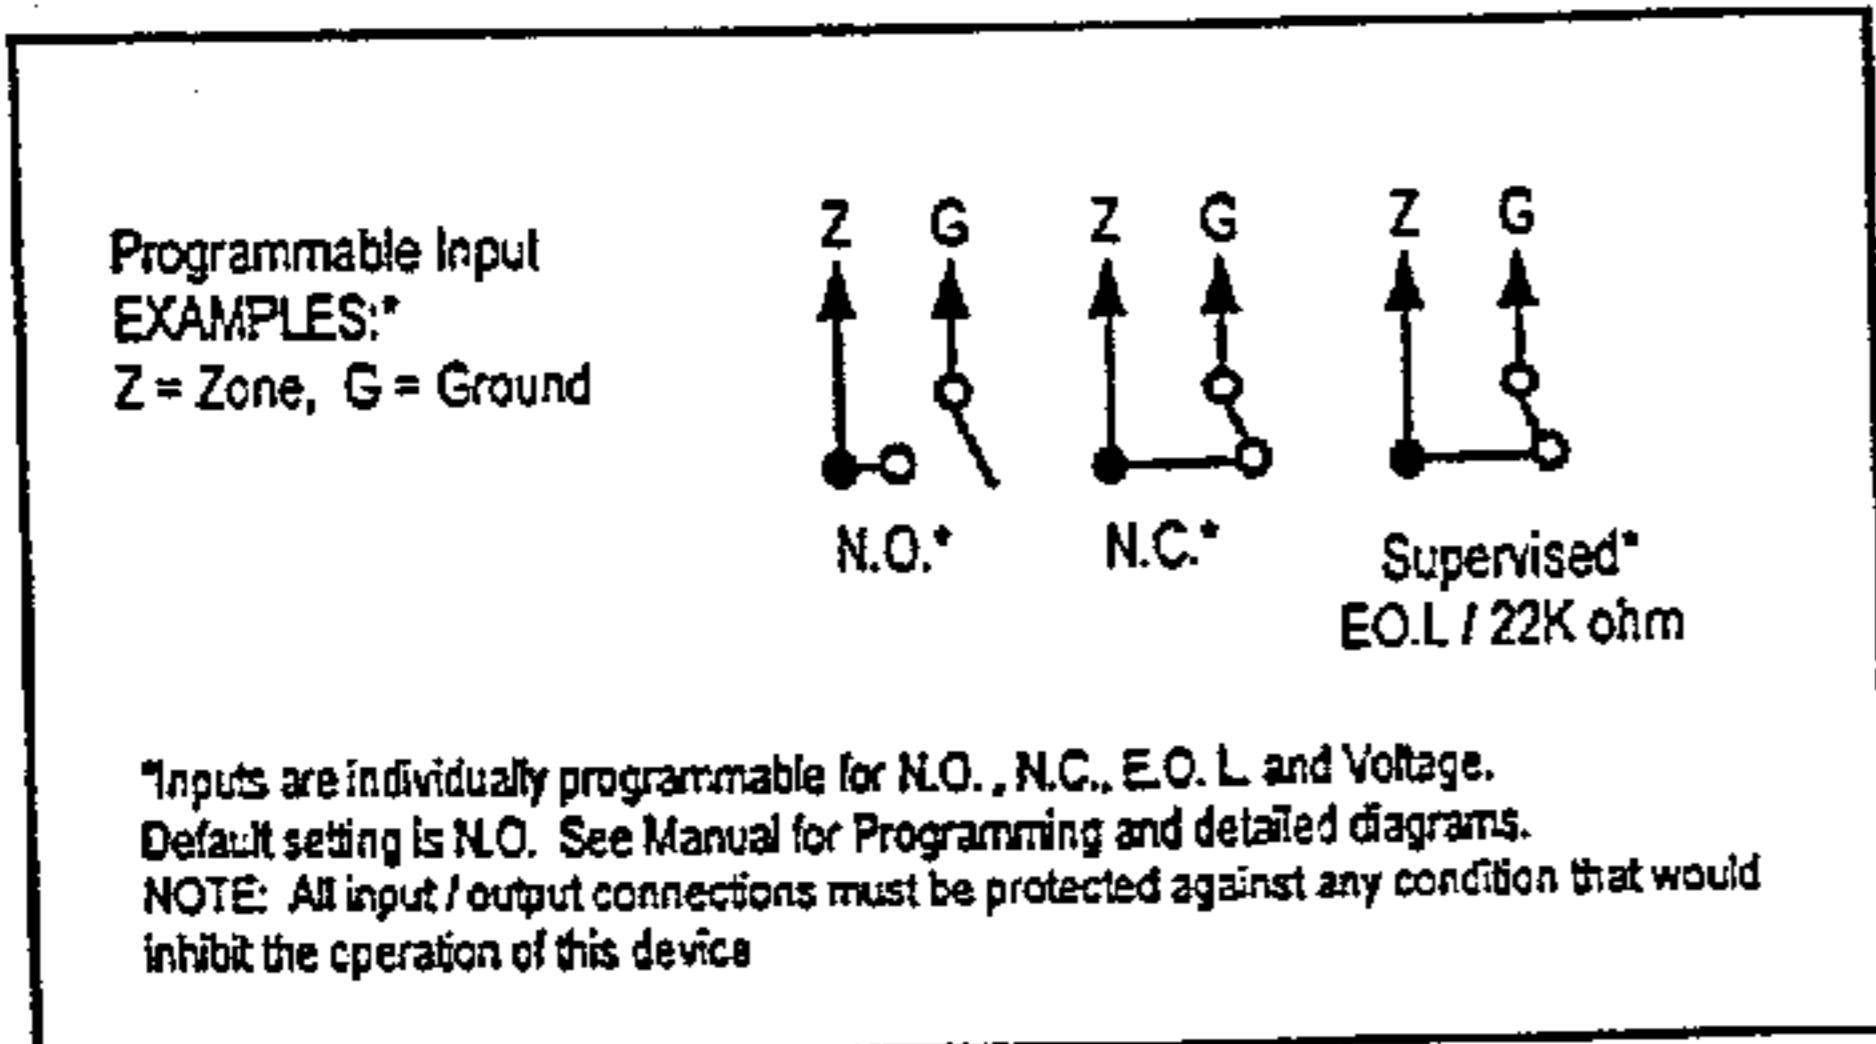 Programmable Input
EXAMPLES:*
Z = Zone, G = Ground
Z G Z G Z G
N.O.* N.C.* Supervised*
EO.L / 22K ohm
*Inputs are individually programmable for N.O. , N.C., E.O. L. and Voltage.
Default setting is N.O. See Manual for Programming and detailed diagrams.
NOTE: All input / output connections must be protected against any condition that would
inhibit the operation of this device